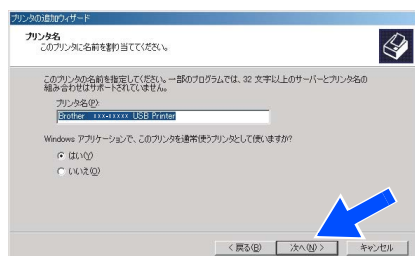 プリンタの追加ウィザード
プリンタ名
このプリンタに名前を割り当ててください。
このプリンタの名前を指定してください。一部のプログラムでは、32 文字以上のサーバーとプリンタ名の
組み合わせはサポートされていません。
プリンタ名(P):
Brother xxx-xxxxx USB Printer
Windows アプリケーションで、このプリンタを通常使うプリンタとして使いますか?
はい(Y)
いいえ(O)
< 戻る(B)
次へ(N) >
キャンセル